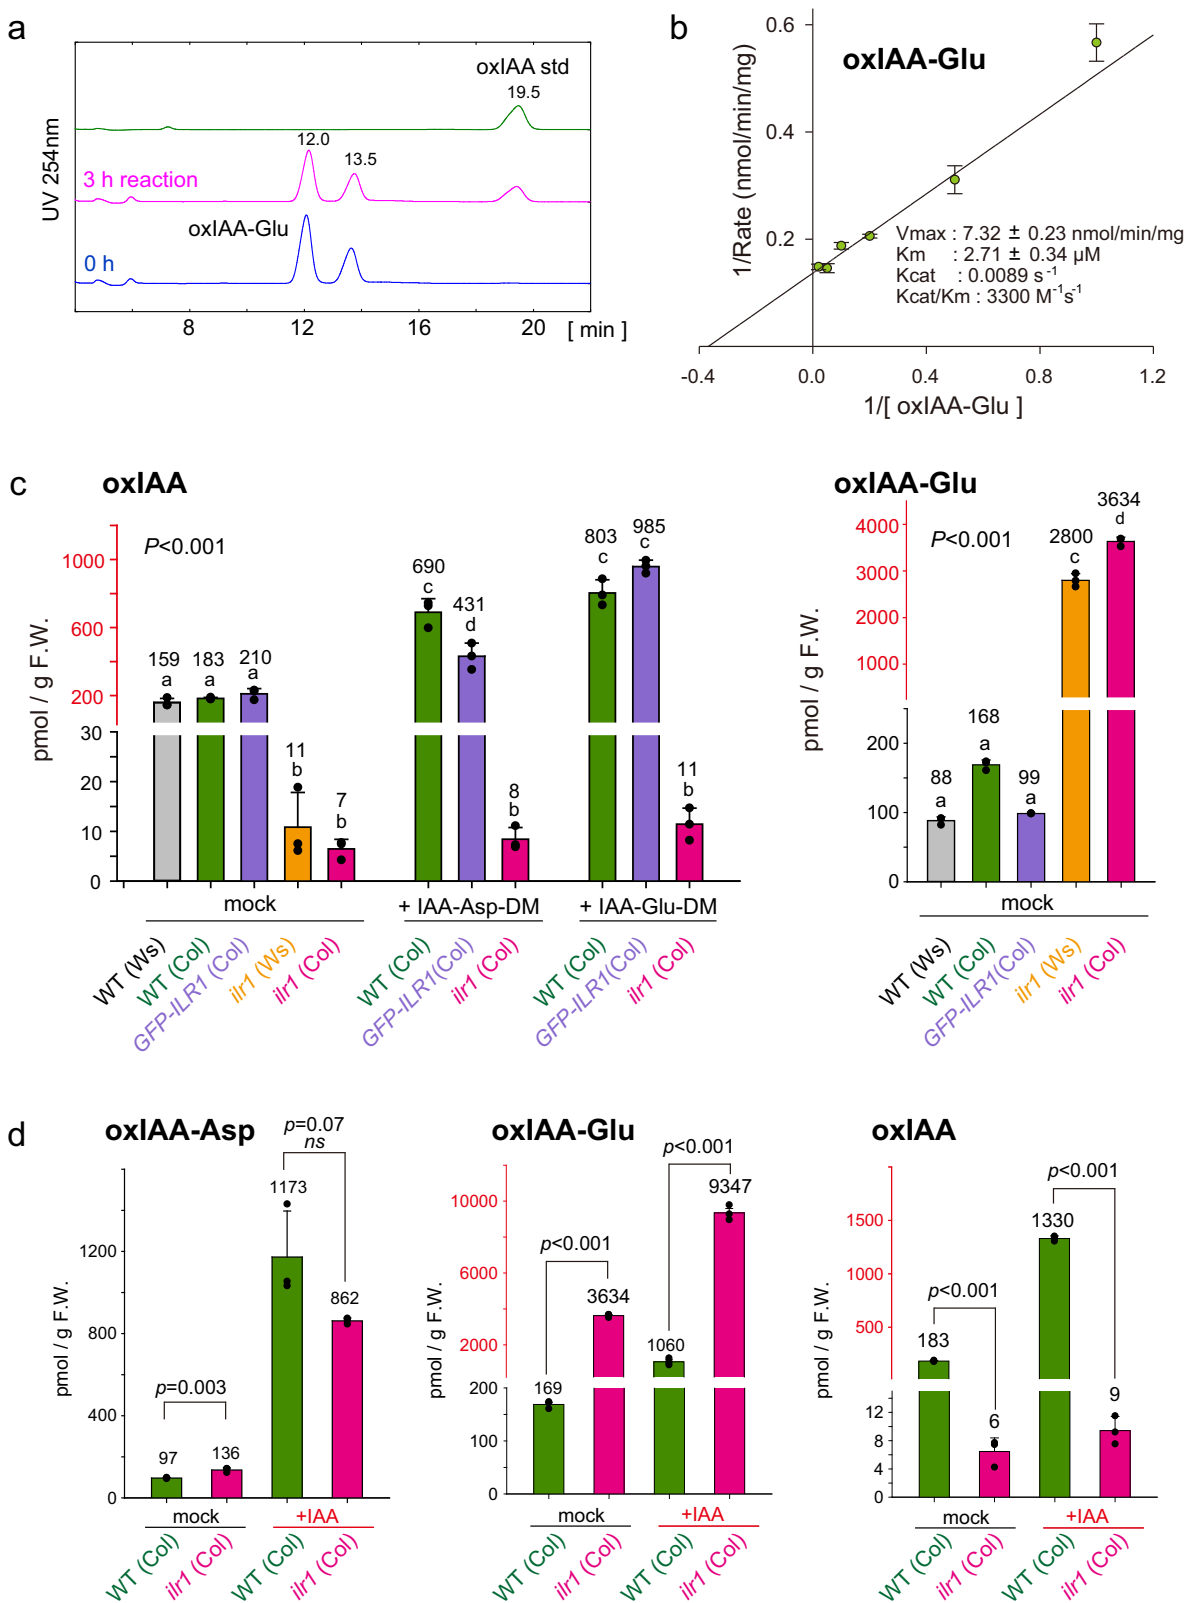 a
oxIAA std
19.5
12.0
13.5
3 h reaction
oxIAA-Glu
0 h
UV 254nm
8 12 16 20 [ min ]
b
oxIAA-Glu
1/Rate (nmol/min/mg)
0.6
0.4
0.2
Vmax : 7.32 ± 0.23 nmol/min/mg
Km : 2.71 ± 0.34 µM
Kcat : 0.0089 s⁻¹
Kcat/Km : 3300 M⁻¹s⁻¹
-0.4 0.0 0.4 0.8 1.2
1/[ oxIAA-Glu ]
c
oxIAA
P<0.001
pmol / g F.W.
1000
600
200
30
20
10
0
159 183 210 11 7 690 431 8 803 985 11
a a a b b c d b c c b
mock + IAA-Asp-DM + IAA-Glu-DM
WT (Ws) WT (Col) GFP-ILR1 (Col) ilr1 (Ws) ilr1 (Col) WT (Col) GFP-ILR1(Col) ilr1 (Col) WT (Col) GFP-ILR1(Col) ilr1 (Col)
oxIAA-Glu
P<0.001
pmol / g F.W.
4000
3000
2000
1000
200
100
0
88 168 99 2800 3634
a a a c d
mock
WT (Ws) WT (Col) GFP-ILR1(Col) ilr1 (Ws) ilr1 (Col)
d
oxIAA-Asp
p=0.07
ns
p=0.003
pmol / g F.W.
1200
800
400
0
97 136 1173 862
mock +IAA
WT (Col) ilr1 (Col) WT (Col) ilr1 (Col)
oxIAA-Glu
p<0.001
p<0.001
pmol / g F.W.
10000
6000
2000
200
100
0
169 3634 1060 9347
mock +IAA
WT (Col) ilr1 (Col) WT (Col) ilr1 (Col)
oxIAA
p<0.001
p<0.001
pmol / g F.W.
1500
1000
500
12
8
4
0
183 6 1330 9
mock +IAA
WT (Col) ilr1 (Col) WT (Col) ilr1 (Col)